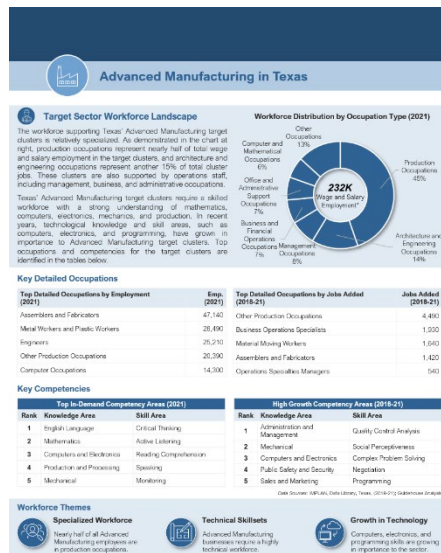 Advanced Manufacturing in Texas
Target Sector Workforce Landscape
The workforce supporting Texas' Advanced Manufacturing target
clusters is relatively specialized. As demonstrated in the chart at
right, production occupations represent nearly half of total wage
and salary employment in the target clusters, and architecture and
engineering occupations represent another 15% of total cluster
jobs. These clusters are also supported by operations staff,
including management, business, and administrative occupations.
Texas' Advanced Manufacturing target clusters require a skilled
workforce with a strong understanding of mathematics,
computers, electronics, mechanics, and production. In recent
years, technological knowledge and skill areas, such as
computers, electronics, and programming, have grown in
importance to Advanced Manufacturing target clusters. Top
occupations and competencies for the target clusters are
identified in the tables below.
Workforce Distribution by Occupation Type (2021)
Other
Occupations
13%
Computer and
Mathematical
Occupations
6%
Office and
Administrative
Support
Occupations
7%
Business and
Financial
Operations
Occupations
7%
Management
Occupations
8%
Architecture and
Engineering
Occupations
14%
Production
Occupations
45%
232K
Wage and Salary
Employment*
Key Detailed Occupations
Top Detailed Occupations by Employment (2021) Emp. (2021)
Assemblers and Fabricators 47,140
Metal Workers and Plastic Workers 28,490
Engineers 25,210
Other Production Occupations 20,390
Computer Occupations 14,300
Top Detailed Occupations by Jobs Added (2018-21) Jobs Added (2018-21)
Other Production Occupations 4,490
Business Operations Specialists 1,930
Material Moving Workers 1,640
Assemblers and Fabricators 1,420
Operations Specialties Managers 540
Key Competencies
Top In-Demand Competency Areas (2021)
Rank Knowledge Area Skill Area
1 English Language Critical Thinking
2 Mathematics Active Listening
3 Computers and Electronics Reading Comprehension
4 Production and Processing Speaking
5 Mechanical Monitoring
High Growth Competency Areas (2018-21)
Rank Knowledge Area Skill Area
1 Administration and Management Quality Control Analysis
2 Mechanical Social Perceptiveness
3 Computers and Electronics Complex Problem Solving
4 Public Safety and Security Negotiation
5 Sales and Marketing Programming
Data Sources: IMPLAN, Data Library, Texas, (2018-21); Guidehouse Analysis
Workforce Themes
Specialized Workforce
Nearly half of all Advanced
Manufacturing employees are
in production occupations.
Technical Skillsets
Advanced Manufacturing
businesses require a highly
technical workforce.
Growth in Technology
Computers, electronics, and
programming skills are growing
in importance to the sector.